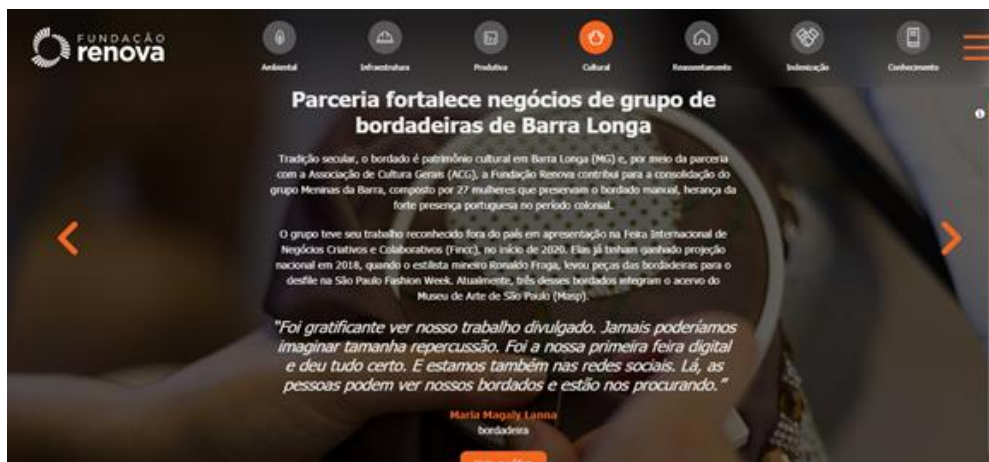 FUNDAÇÃO
renova
Ambiental
Infraestrutura
Produtiva
Cultural
Reassentamento
Indenização
Conhecimento
Parceria fortalece negócios de grupo de
bordadeiras de Barra Longa
Tradição secular, o bordado é patrimônio cultural em Barra Longa (MG) e, por meio da parceria
com a Associação de Cultura Gerais (ACG), a Fundação Renova contribui para a consolidação do
grupo Meninas da Barra, composto por 27 mulheres que preservam o bordado manual, herança da
forte presença portuguesa no período colonial.
O grupo teve seu trabalho reconhecido fora do país em apresentação na Feira Internacional de
Negócios Criativos e Colaborativos (Fincc), no início de 2020. Elas já tinham ganhado projeção
nacional em 2018, quando o estilista mineiro Ronaldo Fraga, levou peças das bordadeiras para o
desfile na São Paulo Fashion Week. Atualmente, três desses bordados integram o acervo do
Museu de Arte de São Paulo (Masp).
"Foi gratificante ver nosso trabalho divulgado. Jamais poderíamos
imaginar tamanha repercussão. Foi a nossa primeira feira digital
e deu tudo certo. E estamos também nas redes sociais. Lá, as
pessoas podem ver nossos bordados e estão nos procurando."
Maria Magaly Lanna
bordadeira